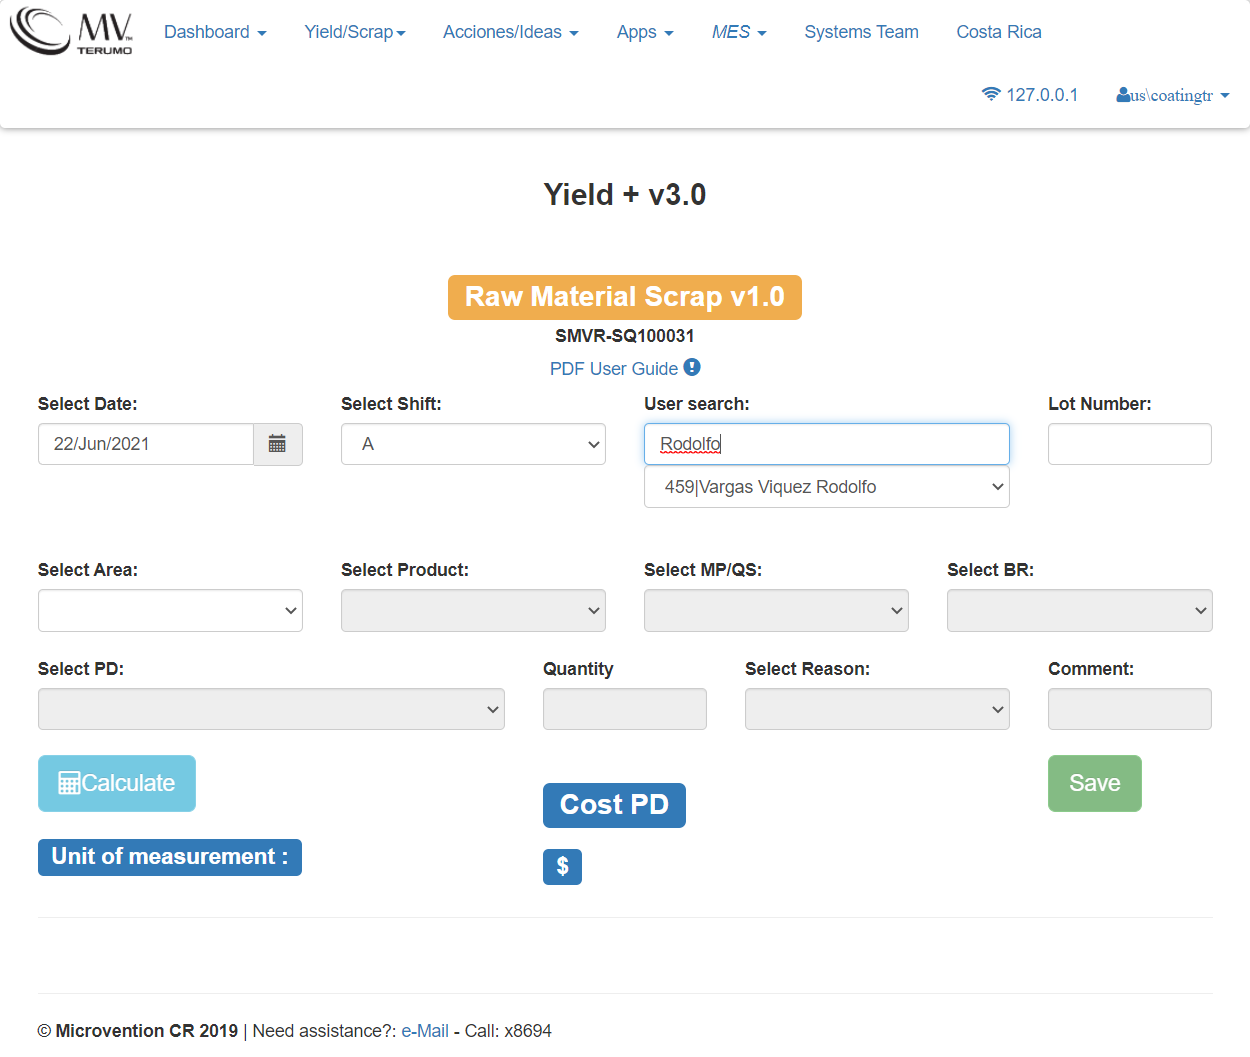 MV TM
TERUMO
Dashboard
Yield/Scrap
Acciones/Ideas
Apps
MES
Systems Team
Costa Rica
127.0.0.1
us\coatingtr
Yield + v3.0
Raw Material Scrap v1.0
SMVR-SQ100031
PDF User Guide
Select Date:
Select Shift:
User search:
Lot Number:
22/Jun/2021
A
Rodolfo
459|Vargas Viquez Rodolfo
Select Area:
Select Product:
Select MP/QS:
Select BR:
Select PD:
Quantity
Select Reason:
Comment:
Calculate
Save
Cost PD
Unit of measurement :
$
© Microvention CR 2019 | Need assistance?: e-Mail - Call: x8694